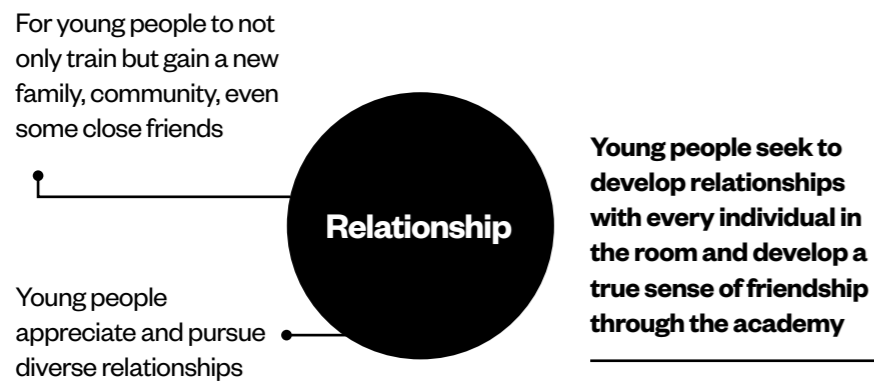 For young people to not
only train but gain a new
family, community, even
some close friends
Relationship
Young people
appreciate and pursue
diverse relationships
Young people seek to
develop relationships
with every individual in
the room and develop a
true sense of friendship
through the academy